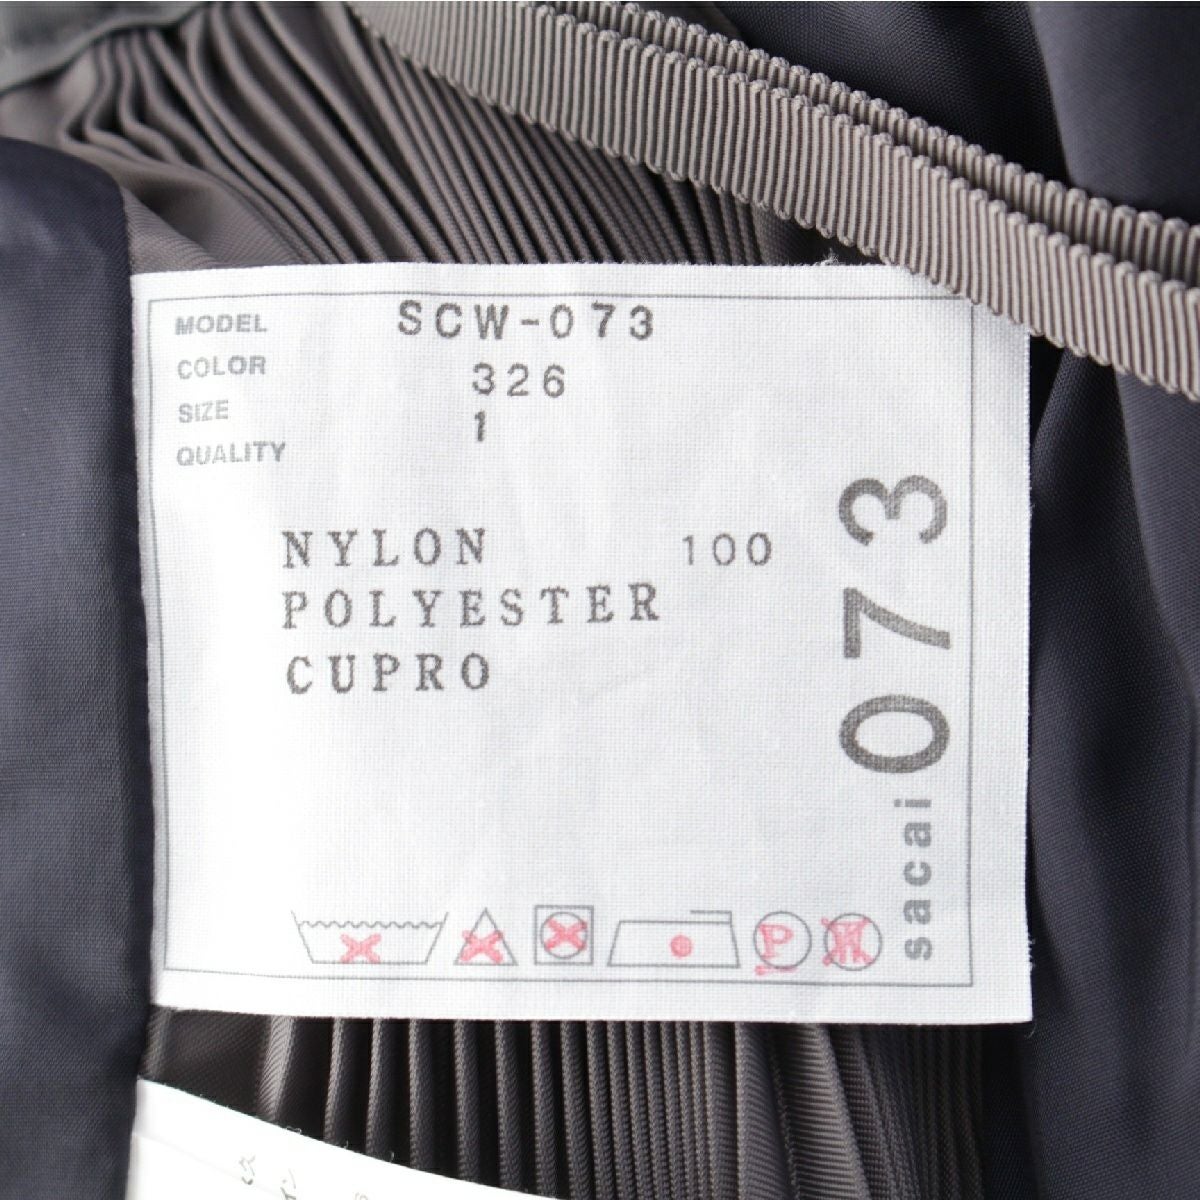 MODEL SCW-073
COLOR 326
SIZE 1
QUALITY
NYLON 100
POLYESTER
CUPRO
sacai 073
P
W